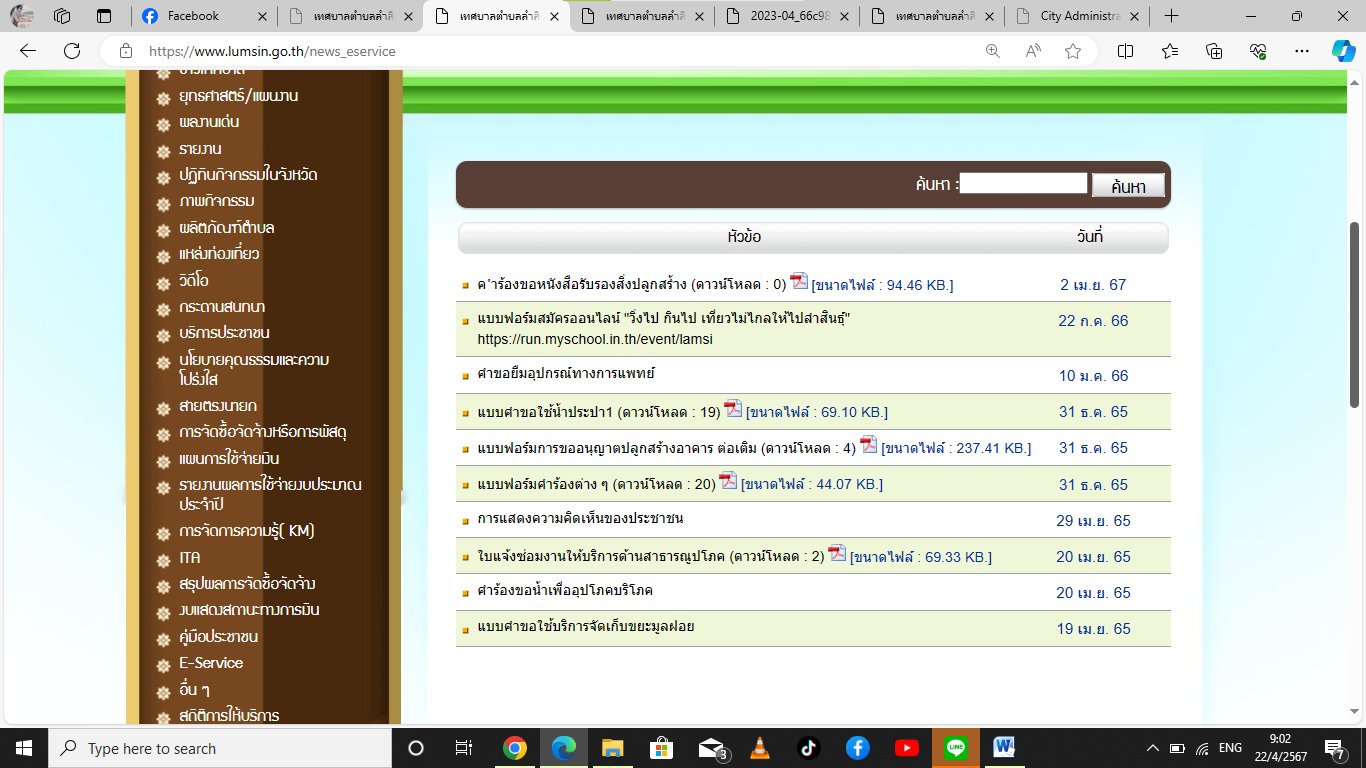 Facebook
เทศบาลตำบลลำสิ
เทศบาลตำบลลำสิ
เทศบาลตำบลลำสิ
2023-04_66c98
เทศบาลตำบลลำสิ
City Administra
https://www.lumsin.go.th/news_eservice
ยุทธศาสตร์/แผนงาน
ผลงานเด่น
รายงาน
ปฏิทินกิจกรรมในจังหวัด
ภาพกิจกรรม
ผลิตภัณฑ์ตำบล
แหล่งท่องเที่ยว
วิดีโอ
กระดานสนทนา
บริการประชาชน
นโยบายคุณธรรมและความ
โปร่งใส
สายตรงนายก
การจัดซื้อจัดจ้างหรือการพัสดุ
แผนการใช้จ่ายเงิน
รายงานผลการใช้จ่ายงบประมาณ
ประจำปี
การจัดการความรู้( KM)
ITA
สรุปผลการจัดซื้อจัดจ้าง
งบแสดงสถานะทางการเงิน
คู่มือประชาชน
E-Service
อื่น ๆ
สถิติการให้บริการ
ค้นหา :
ค้นหา
หัวข้อ วันที่
ค ำร้องขอหนังสือรับรองสิ่งปลูกสร้าง (ดาวน์โหลด : 0) [ขนาดไฟล์ : 94.46 KB.] 2 เม.ย. 67
แบบฟอร์มสมัครออนไลน์ "วิ่งไป กินไป เที่ยวไม่ไกลให้ไปลำสินธุ์" 22 ก.ค. 66
https://run.myschool.in.th/event/lamsi
คำขอยืมอุปกรณ์ทางการแพทย์ 10 ม.ค. 66
แบบคำขอใช้น้ำประปา1 (ดาวน์โหลด : 19) [ขนาดไฟล์ : 69.10 KB.] 31 ธ.ค. 65
แบบฟอร์มการขออนุญาตปลูกสร้างอาคาร ต่อเติม (ดาวน์โหลด : 4) [ขนาดไฟล์ : 237.41 KB.] 31 ธ.ค. 65
แบบฟอร์มคำร้องต่าง ๆ (ดาวน์โหลด : 20) [ขนาดไฟล์ : 44.07 KB.] 31 ธ.ค. 65
การแสดงความคิดเห็นของประชาชน 29 เม.ย. 65
ใบแจ้งซ่อมงานให้บริการด้านสาธารณูปโภค (ดาวน์โหลด : 2) [ขนาดไฟล์ : 69.33 KB.] 20 เม.ย. 65
คำร้องขอน้ำเพื่ออุปโภคบริโภค 20 เม.ย. 65
แบบคำขอใช้บริการจัดเก็บขยะมูลฝอย 19 เม.ย. 65
Type here to search
3
LINE
ENG
9:02
22/4/2567
7